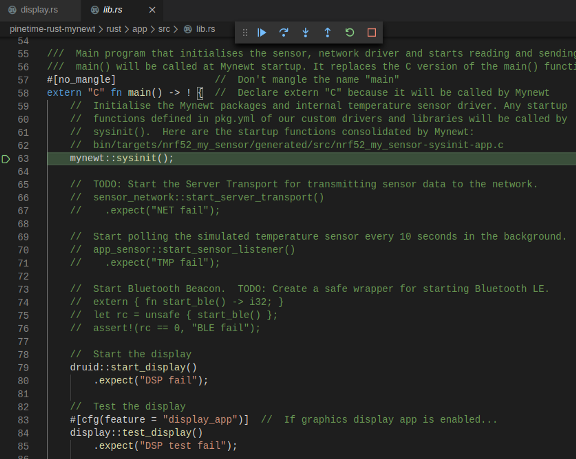 display.rs
lib.rs
pinetime-rust-mynewt > rust > app > src > lib.rs
54
55 /// Main program that initialises the sensor, network driver and starts reading and sending
56 /// main() will be called at Mynewt startup. It replaces the C version of the main() functi
57 #[no_mangle] // Don't mangle the name "main"
58 extern "C" fn main() -> ! { // Declare extern "C" because it will be called by Mynewt
59 // Initialise the Mynewt packages and internal temperature sensor driver. Any startup
60 // functions defined in pkg.yml of our custom drivers and libraries will be called by
61 // sysinit(). Here are the startup functions consolidated by Mynewt:
62 // bin/targets/nrf52_my_sensor/generated/src/nrf52_my_sensor-sysinit-app.c
63 mynewt::sysinit();
64
65 // TODO: Start the Server Transport for transmitting sensor data to the network.
66 // sensor_network::start_server_transport()
67 // .expect("NET fail");
68
69 // Start polling the simulated temperature sensor every 10 seconds in the background.
70 // app_sensor::start_sensor_listener()
71 // .expect("TMP fail");
72
73 // Start Bluetooth Beacon. TODO: Create a safe wrapper for starting Bluetooth LE.
74 // extern { fn start_ble() -> i32; }
75 // let rc = unsafe { start_ble() };
76 // assert!(rc == 0, "BLE fail");
77
78 // Start the display
79 druid::start_display()
80 .expect("DSP fail");
81
82 // Test the display
83 #[cfg(feature = "display_app")] // If graphics display app is enabled...
84 display::test_display()
85 .expect("DSP test fail");
86